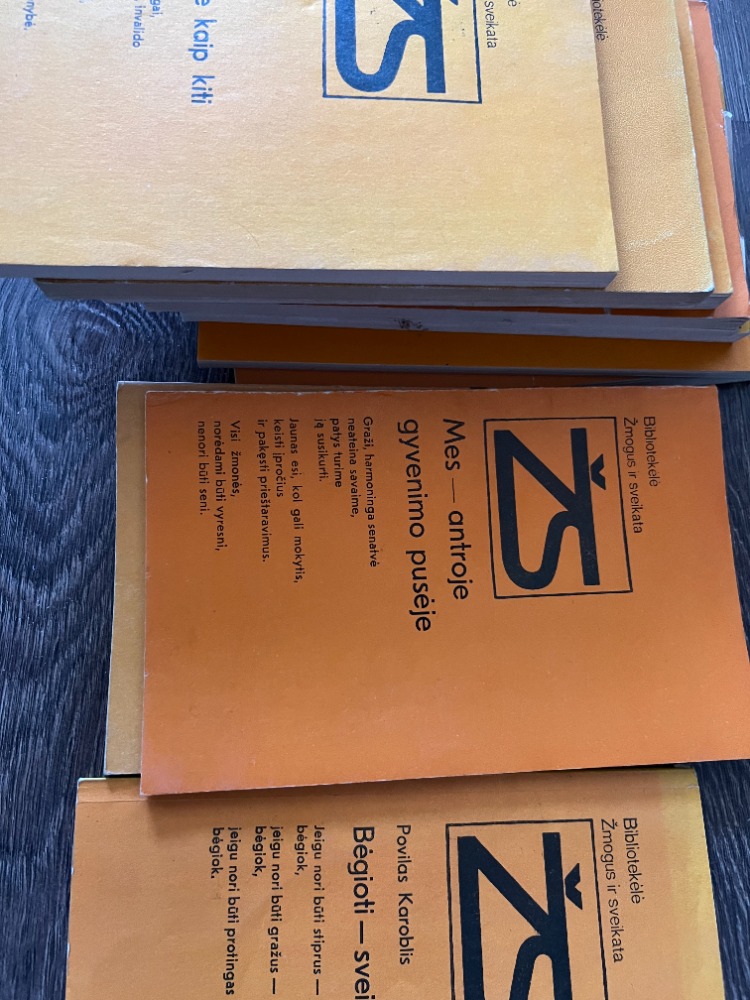 sveikata
kaip kiti
invalido
Bibliotekėlė
Žmogus ir sveikata
ŽS
Mes — antroje
gyvenimo pusėje
Graži, harmoninga senatvė
neateina savaime,
patys turime
ją susikurti.
Jaunas esi, kol gali mokytis,
keisti įpročius
ir pakęsti prieštaravimus.
Visi žmonės,
norėdami būti vyresni,
nenori būti seni.
Bibliotekėlė
Žmogus ir sveikata
ŽS
Povilas Karoblis
Bėgioti — svei
Jeigu nori būti stiprus —
bėgiok,
jeigu nori būti gražus —
bėgiok,
jeigu nori būti protingas
bėgiok.